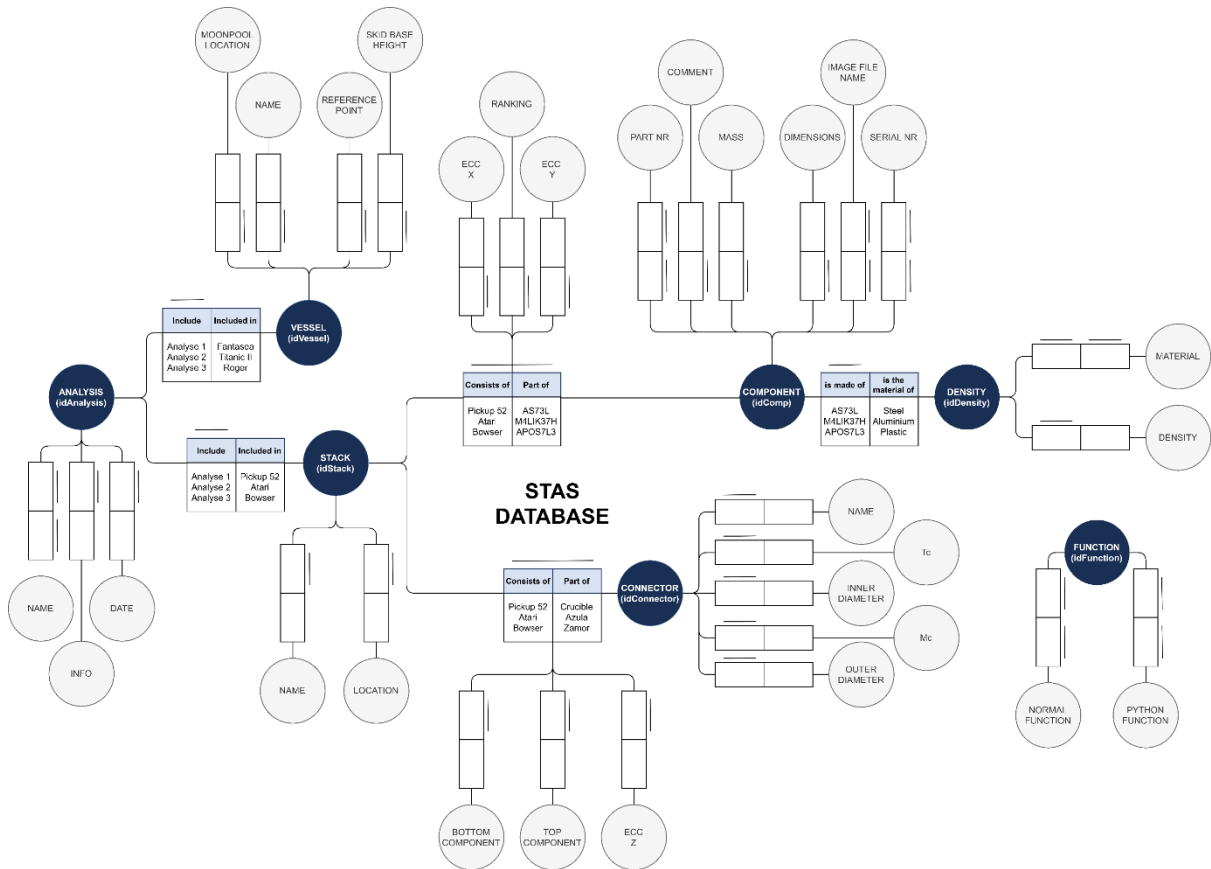 MOONPOOL
LOCATION
SKID BASE
HEIGHT
NAME
REFERENCE
POINT
COMMENT
IMAGE FILE
NAME
RANKING
PART NR
MASS
DIMENSIONS
SERIAL NR
ECC
X
ECC
Y
Include
Included in
Analyse 1
Analyse 2
Analyse 3
Fantasea
Titanic II
Roger
VESSEL
(idVessel)
MATERIAL
ANALYSIS
(idAnalysis)
Consists of
Part of
Pickup 52
Atari
Bowser
AS73L
M4LIK37H
APOS7L3
COMPONENT
(idComp)
is made of
is the
material of
AS73L
M4LIK37H
APOS7L3
Steel
Aluminium
Plastic
DENSITY
(idDensity)
DENSITY
Include
Included in
Analyse 1
Analyse 2
Analyse 3
Pickup 52
Atari
Bowser
STACK
(idStack)
STAS
DATABASE
NAME
Tc
INNER
DIAMETER
Mc
OUTER
DIAMETER
Consists of
Part of
Pickup 52
Atari
Bowser
Crucible
Azula
Zamor
CONNECTOR
(idConnector)
FUNCTION
(idFunction)
NAME
DATE
INFO
NAME
LOCATION
NORMAL
FUNCTION
PYTHON
FUNCTION
BOTTOM
COMPONENT
TOP
COMPONENT
ECC
Z